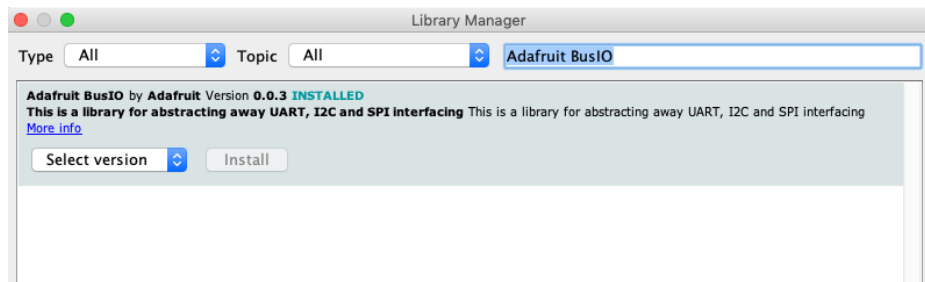 Library Manager
Type All Topic All Adafruit BusIO
Adafruit BusIO by Adafruit Version 0.0.3 INSTALLED
This is a library for abstracting away UART, I2C and SPI interfacing This is a library for abstracting away UART, I2C and SPI interfacing
More info
Select version Install